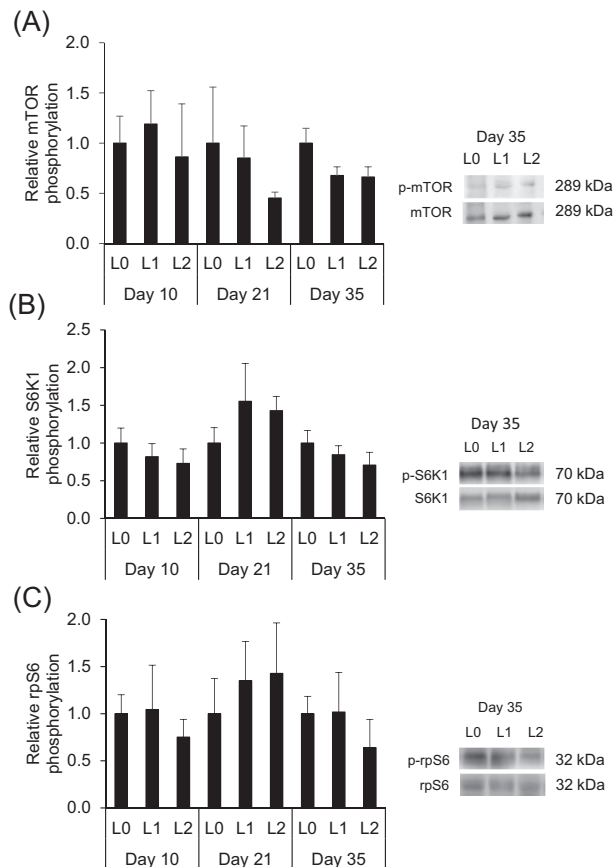 (A)
Relative mTOR
phosphorylation
2.0
1.5
1.0
0.5
0.0
L0 L1 L2 L0 L1 L2 L0 L1 L2
Day 10 Day 21 Day 35
Day 35
L0 L1 L2
p-mTOR 289 kDa
mTOR 289 kDa
(B)
Relative S6K1
phosphorylation
2.5
2.0
1.5
1.0
0.5
0.0
L0 L1 L2 L0 L1 L2 L0 L1 L2
Day 10 Day 21 Day 35
Day 35
L0 L1 L2
p-S6K1 70 kDa
S6K1 70 kDa
(C)
Relative rpS6
phosphorylation
2.0
1.5
1.0
0.5
0.0
L0 L1 L2 L0 L1 L2 L0 L1 L2
Day 10 Day 21 Day 35
Day 35
L0 L1 L2
p-rpS6 32 kDa
rpS6 32 kDa